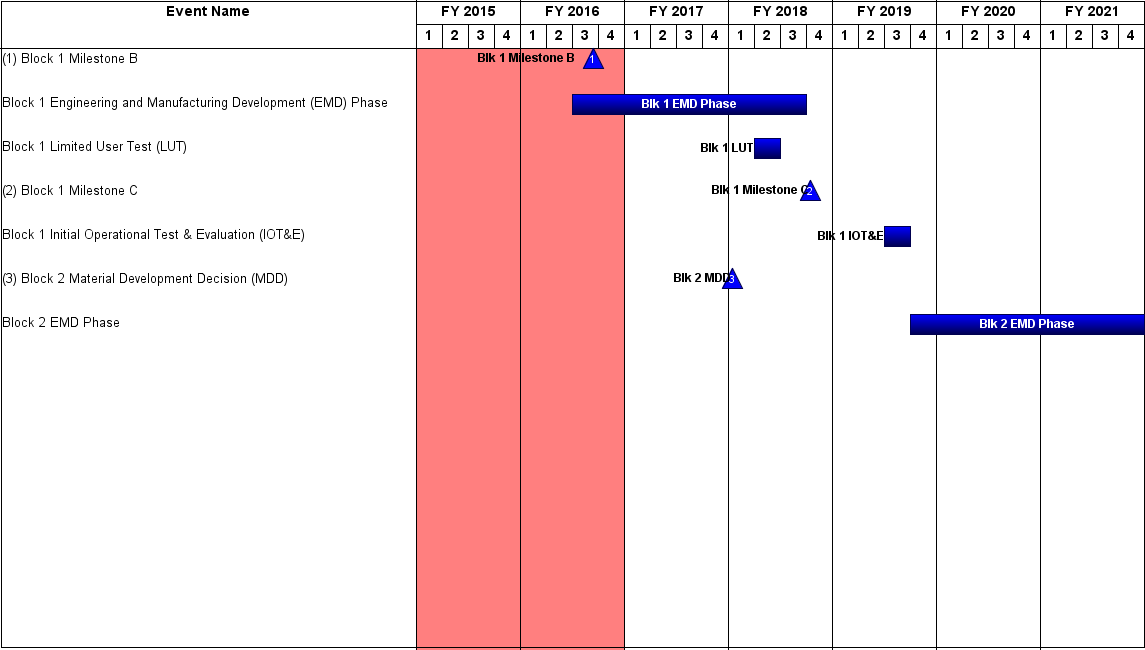 Event Name FY 2015 FY 2016 FY 2017 FY 2018 FY 2019 FY 2020 FY 2021
1 2 3 4 1 2 3 4 1 2 3 4 1 2 3 4 1 2 3 4 1 2 3 4 1 2 3 4
(1) Block 1 Milestone B Blk 1 Milestone B 1
Block 1 Engineering and Manufacturing Development (EMD) Phase Blk 1 EMD Phase
Block 1 Limited User Test (LUT) Blk 1 LUT
(2) Block 1 Milestone C Blk 1 Milestone C 2
Block 1 Initial Operational Test & Evaluation (IOT&E) Blk 1 IOT&E
(3) Block 2 Material Development Decision (MDD) Blk 2 MDD 3
Block 2 EMD Phase Blk 2 EMD Phase